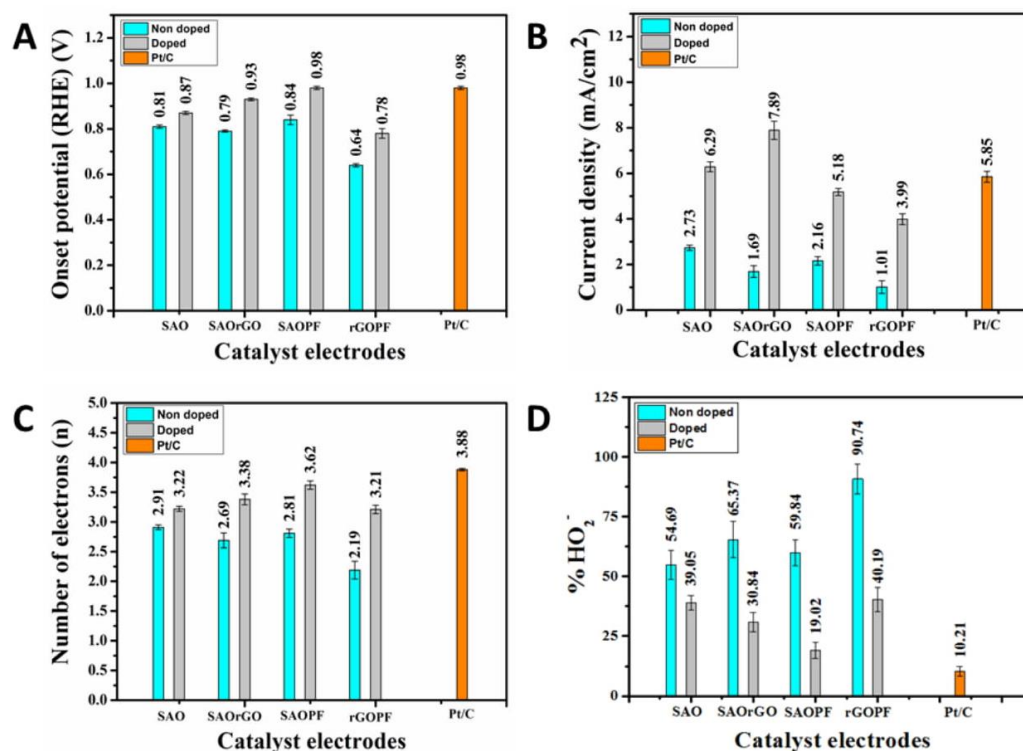 A
Onset potential (RHE) (V)
1.2
1.0
0.8
0.6
0.4
0.2
0.0
Non doped
Doped
Pt/C
0.81
0.87
0.79
0.93
0.84
0.98
0.64
0.78
0.98
SAO
SAOrGO
SAOPF
rGOPF
Pt/C
Catalyst electrodes
B
Current density (mA/cm²)
12
10
8
6
4
2
0
Non doped
Doped
Pt/C
2.73
6.29
1.69
7.89
2.16
5.18
1.01
3.99
5.85
SAO
SAOrGO
SAOPF
rGOPF
Pt/C
Catalyst electrodes
C
Number of electrons (n)
5.0
4.5
4.0
3.5
3.0
2.5
2.0
1.5
1.0
0.5
0.0
Non doped
Doped
Pt/C
2.91
3.22
2.69
3.38
2.81
3.62
2.19
3.21
3.88
SAO
SAOrGO
SAOPF
rGOPF
Pt/C
Catalyst electrodes
D
% HO₂⁻
125
100
75
50
25
0
Non doped
Doped
Pt/C
54.69
39.05
65.37
30.84
59.84
19.02
90.74
40.19
10.21
SAO
SAOrGO
SAOPF
rGOPF
Pt/C
Catalyst electrodes